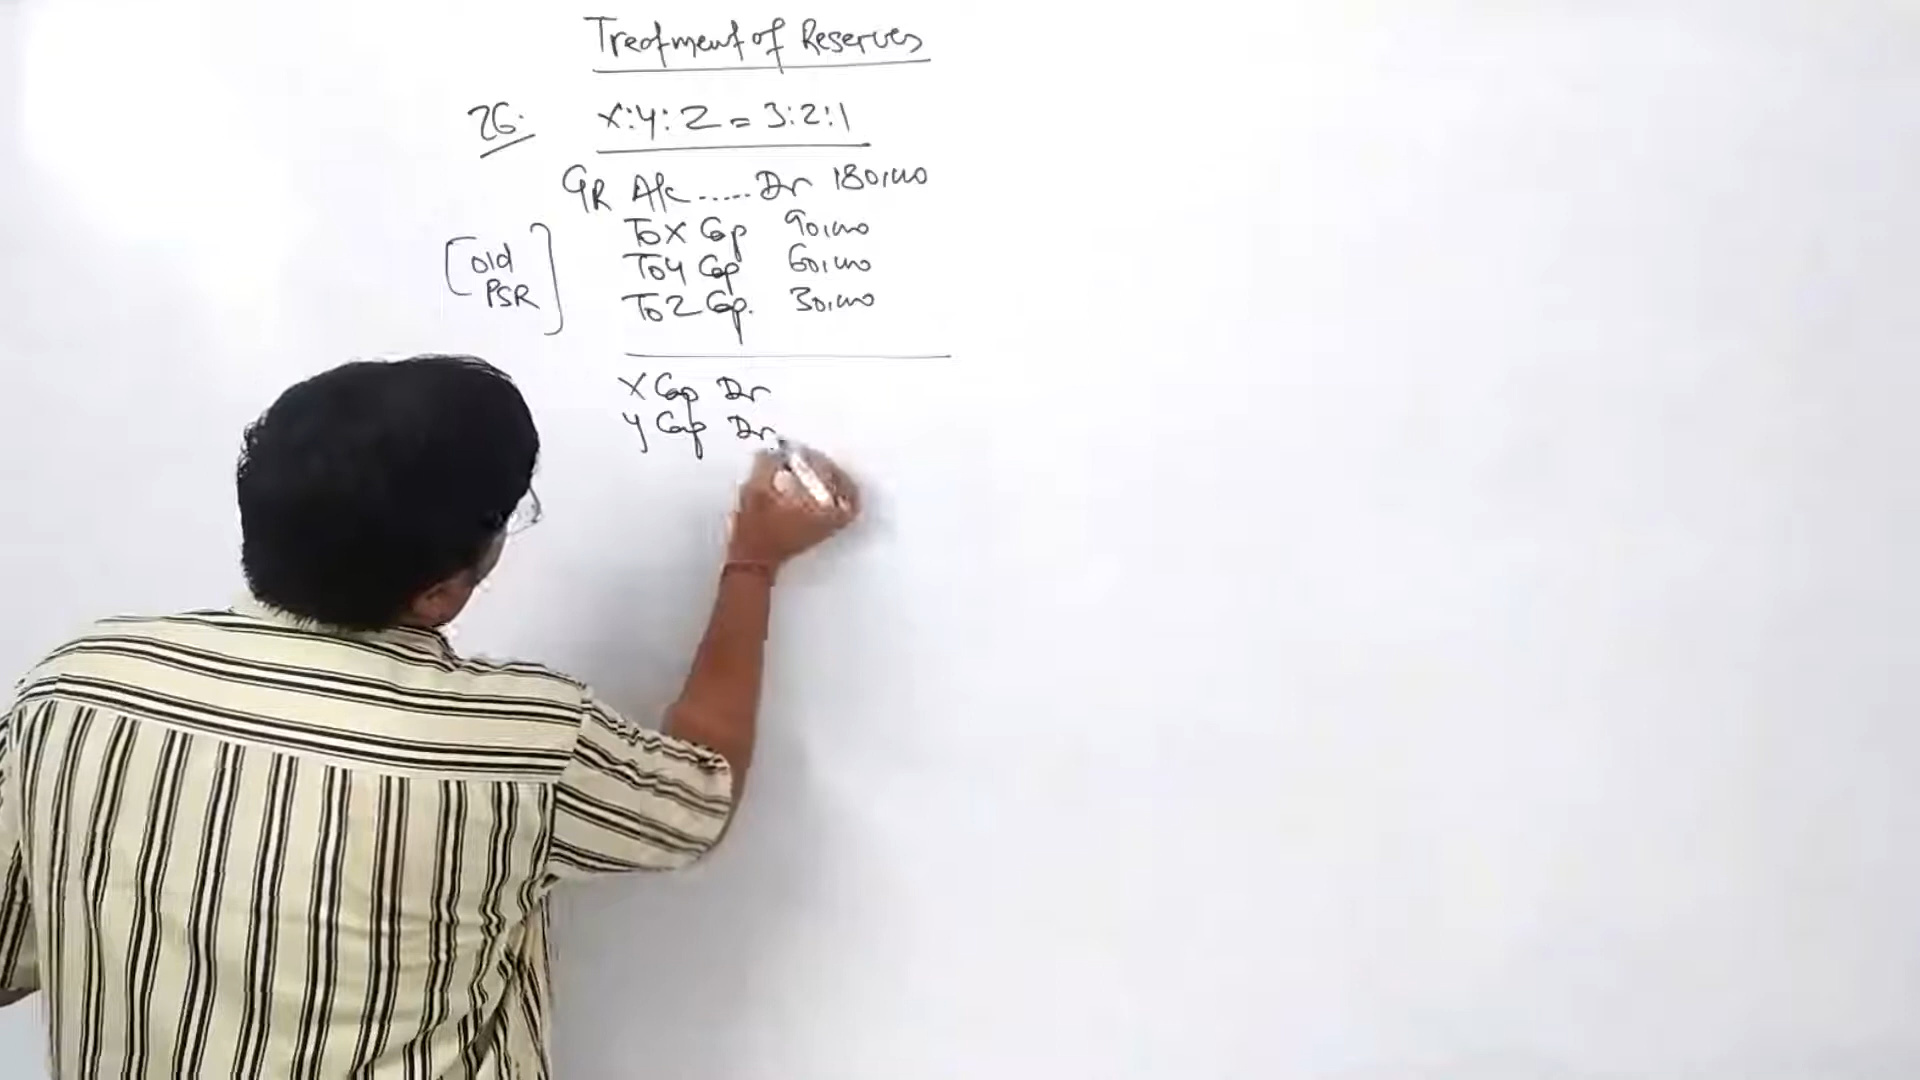 Treatment of Reserves
26. X:Y:Z = 3:2:1
GR A/c ...... Dr 180,000
To X Cap 90,000
[old PSR]
To Y Cap 60,000
To Z Cap. 30,000
X Cap Dr
Y Cap Dr